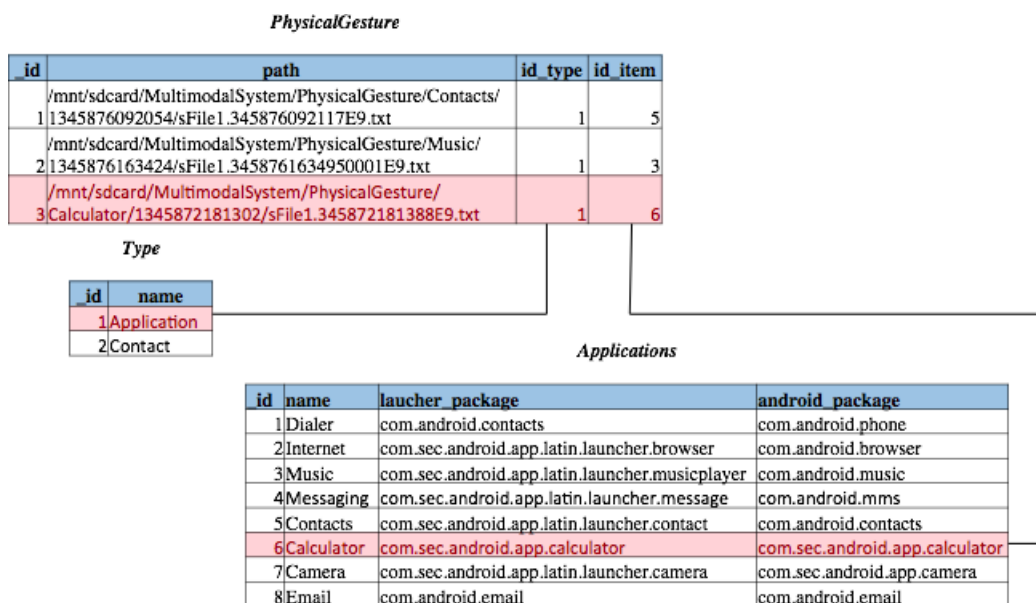 PhysicalGesture
_id path id_type id_item
/mnt/sdcard/MultimodalSystem/PhysicalGesture/Contacts/
1 1345876092054/sFile1.345876092117E9.txt 1 5
/mnt/sdcard/MultimodalSystem/PhysicalGesture/Music/
2 1345876163424/sFile1.3458761634950001E9.txt 1 3
/mnt/sdcard/MultimodalSystem/PhysicalGesture/
3 Calculator/1345872181302/sFile1.345872181388E9.txt 1 6
Type
_id name
1 Application
2 Contact
Applications
_id name laucher_package android_package
1 Dialer com.android.contacts com.android.phone
2 Internet com.sec.android.app.latin.launcher.browser com.android.browser
3 Music com.sec.android.app.latin.launcher.musicplayer com.android.music
4 Messaging com.sec.android.app.latin.launcher.message com.android.mms
5 Contacts com.sec.android.app.latin.launcher.contact com.android.contacts
6 Calculator com.sec.android.app.calculator com.sec.android.app.calculator
7 Camera com.sec.android.app.latin.launcher.camera com.sec.android.app.camera
8 Email com.android.email com.android.email